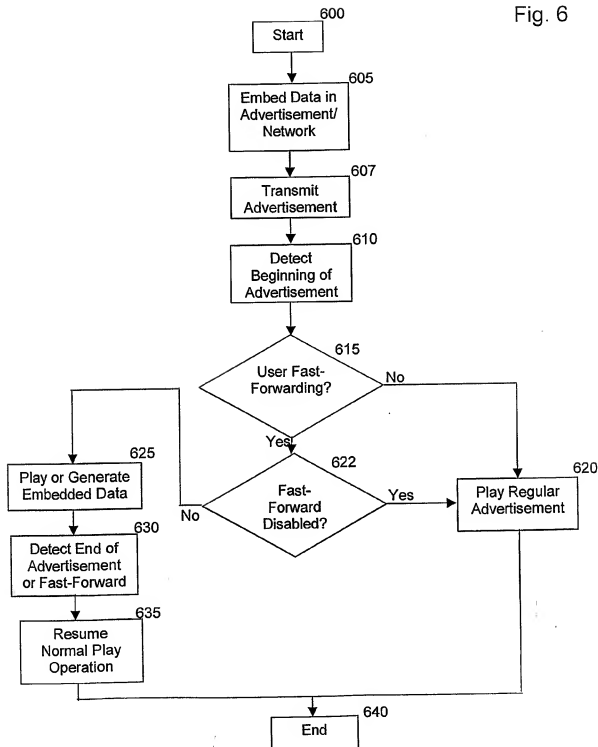 Fig. 6
600
Start
605
Embed Data in
Advertisement/
Network
607
Transmit
Advertisement
610
Detect
Beginning of
Advertisement
615
User Fast-
Forwarding?
No
Yes
622
Fast-
Forward
Disabled?
Yes
No
620
Play Regular
Advertisement
625
Play or Generate
Embedded Data
630
Detect End of
Advertisement
or Fast-Forward
635
Resume
Normal Play
Operation
640
End